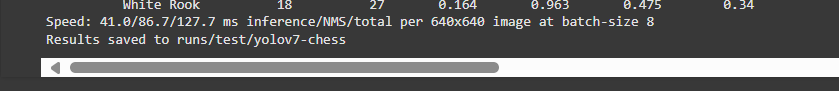 White Rook 18 27 0.164 0.963 0.475 0.34
Speed: 41.0/86.7/127.7 ms inference/NMS/total per 640x640 image at batch-size 8
Results saved to runs/test/yolov7-chess